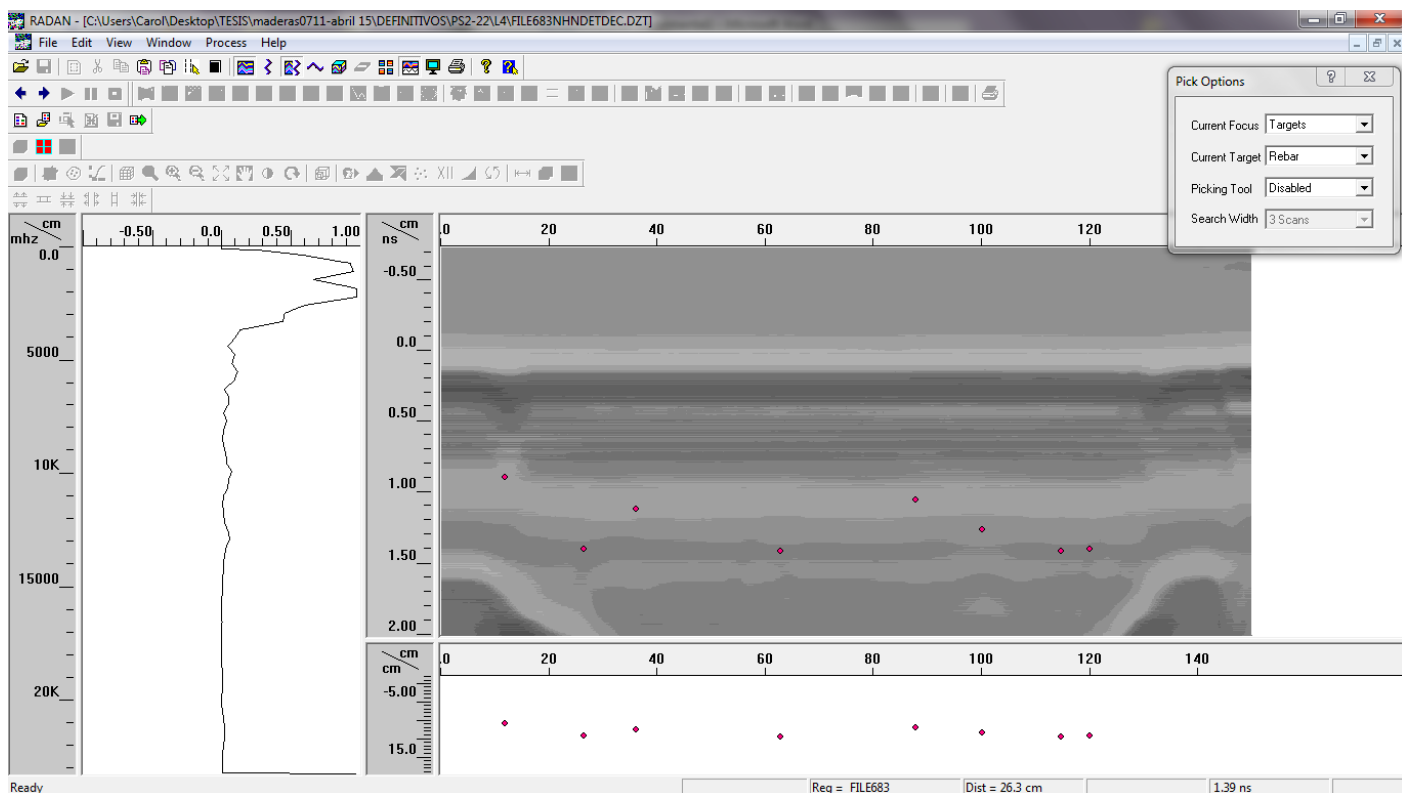 RADAN - [C:\Users\Carol\Desktop\TESIS\maderas0711-abril 15\DEFINITIVOS\PS2-22\L4\FILE683NHNDETDEC.DZT]
File Edit View Window Process Help
Pick Options
Current Focus Targets
Current Target Rebar
Picking Tool Disabled
Search Width 3 Scans
XII
cm
mhz
-0.50 0.0 0.50 1.00
0.0
5000
10K
15000
20K
cm
ns
.0 20 40 60 80 100 120
-0.50
0.0
0.50
1.00
1.50
2.00
cm
cm
.0 20 40 60 80 100 120 140
-5.00
15.0
Ready Reg = FILE683 Dist = 26.3 cm 1.39 ns